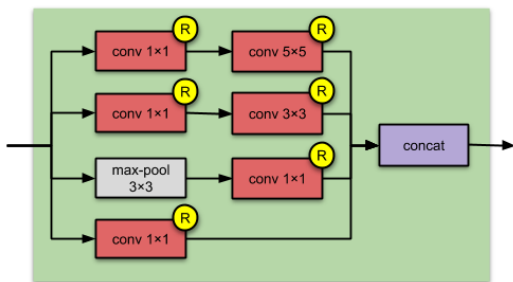 R
R
conv 1×1
conv 5×5
R
R
conv 1×1
conv 3×3
concat
R
max-pool
3×3
conv 1×1
R
conv 1×1